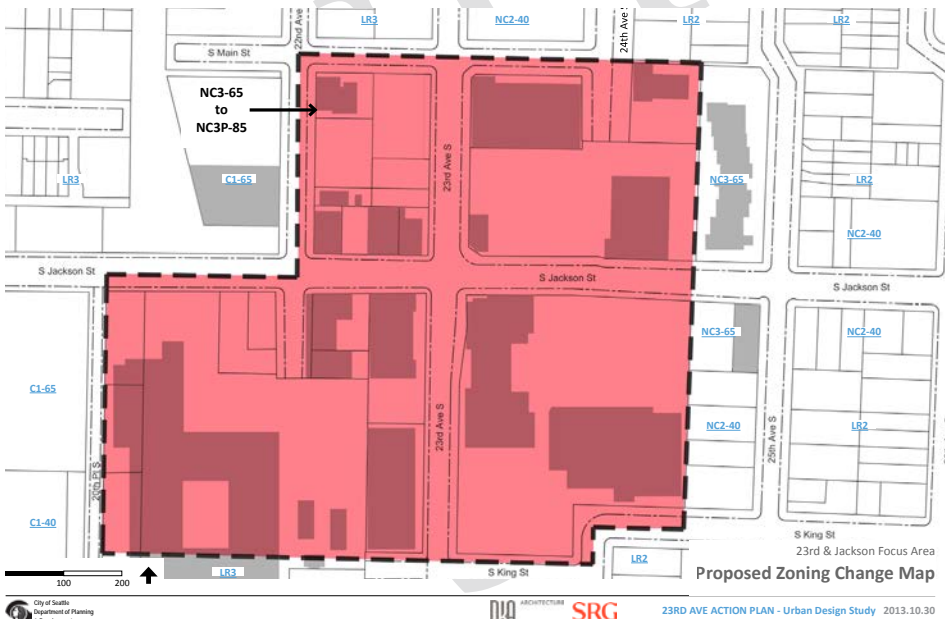 22nd Ave S
LR3
NC2-40
24th Ave S
LR2
LR2
S Main St
NC3-65
to
NC3P-85
23rd Ave S
LR3
C1-65
NC3-65
LR2
NC2-40
S Jackson St
S Jackson St
S Jackson St
NC3-65
NC2-40
C1-65
23rd Ave S
NC2-40
25th Ave S
LR2
20th Pl S
C1-40
S King St
LR3
S King St
LR2
100
200
23rd & Jackson Focus Area
Proposed Zoning Change Map
City of Seattle
Department of Planning
ARCHITECTURE
SRG
23RD AVE ACTION PLAN - Urban Design Study 2013.10.30